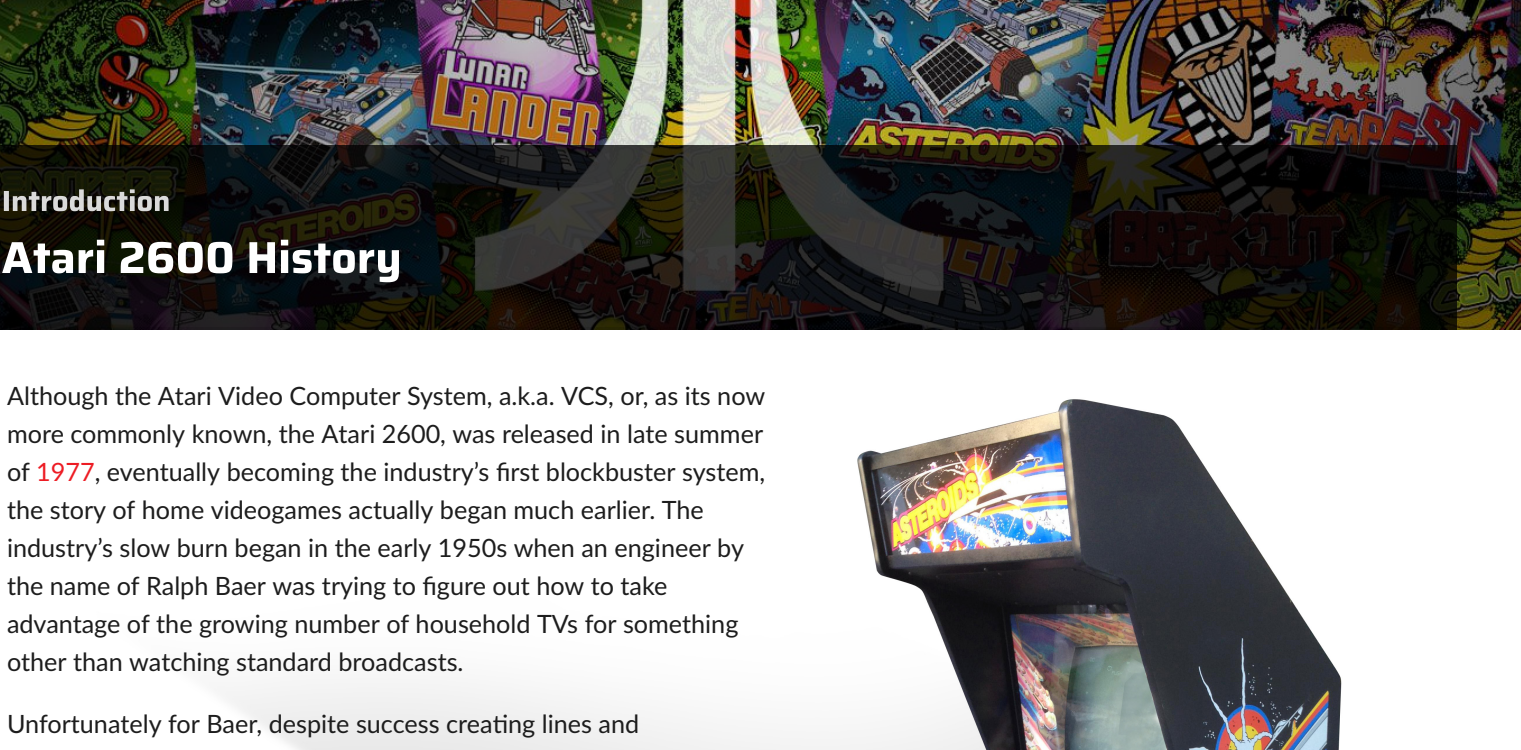 LUNAR
LANDER
ASTEROIDS
TEMPEST
Introduction
ASTEROIDS
BREAKOUT
Atari 2600 History
Although the Atari Video Computer System, a.k.a. VCS, or, as its now
more commonly known, the Atari 2600, was released in late summer
of 1977, eventually becoming the industry’s first blockbuster system,
the story of home videogames actually began much earlier. The
industry’s slow burn began in the early 1950s when an engineer by
the name of Ralph Baer was trying to figure out how to take
advantage of the growing number of household TVs for something
other than watching standard broadcasts.
Unfortunately for Baer, despite success creating lines and
ASTEROIDS